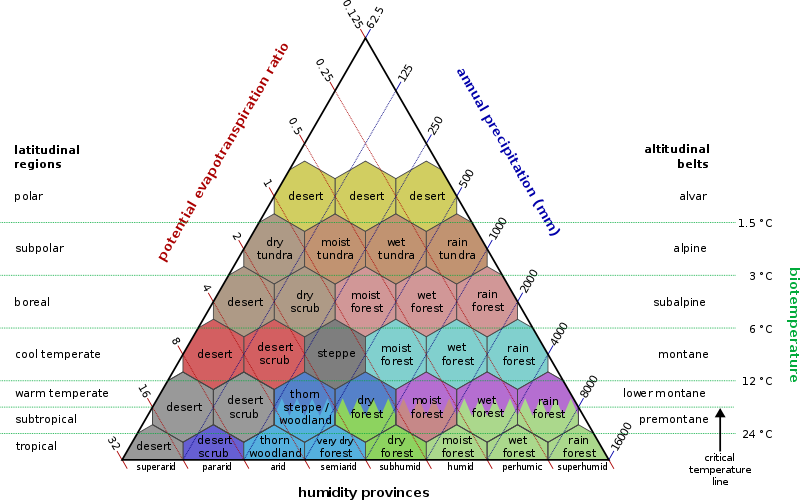 0.125
62.5
0.25
125
0.5
250
potential evapotranspiration ratio
annual precipitation (mm)
latitudinal
regions
altitudinal
belts
1
500
polar
desert
desert
desert
alvar
1.5 °C
2
1000
subpolar
dry
tundra
moist
tundra
wet
tundra
rain
tundra
alpine
3 °C
biotemperature
4
2000
boreal
desert
dry
scrub
moist
forest
wet
forest
rain
forest
subalpine
6 °C
8
4000
cool temperate
desert
desert
scrub
steppe
moist
forest
wet
forest
rain
forest
montane
12 °C
16
8000
warm temperate
subtropical
desert
desert
scrub
thorn
steppe /
woodland
dry
forest
moist
forest
wet
forest
rain
forest
lower montane
premontane
24 °C
32
16000
tropical
desert
desert
scrub
thorn
woodland
very dry
forest
dry
forest
moist
forest
wet
forest
rain
forest
critical
temperature
line
superarid
perarid
arid
semiarid
subhumid
humid
perhumic
superhumid
humidity provinces